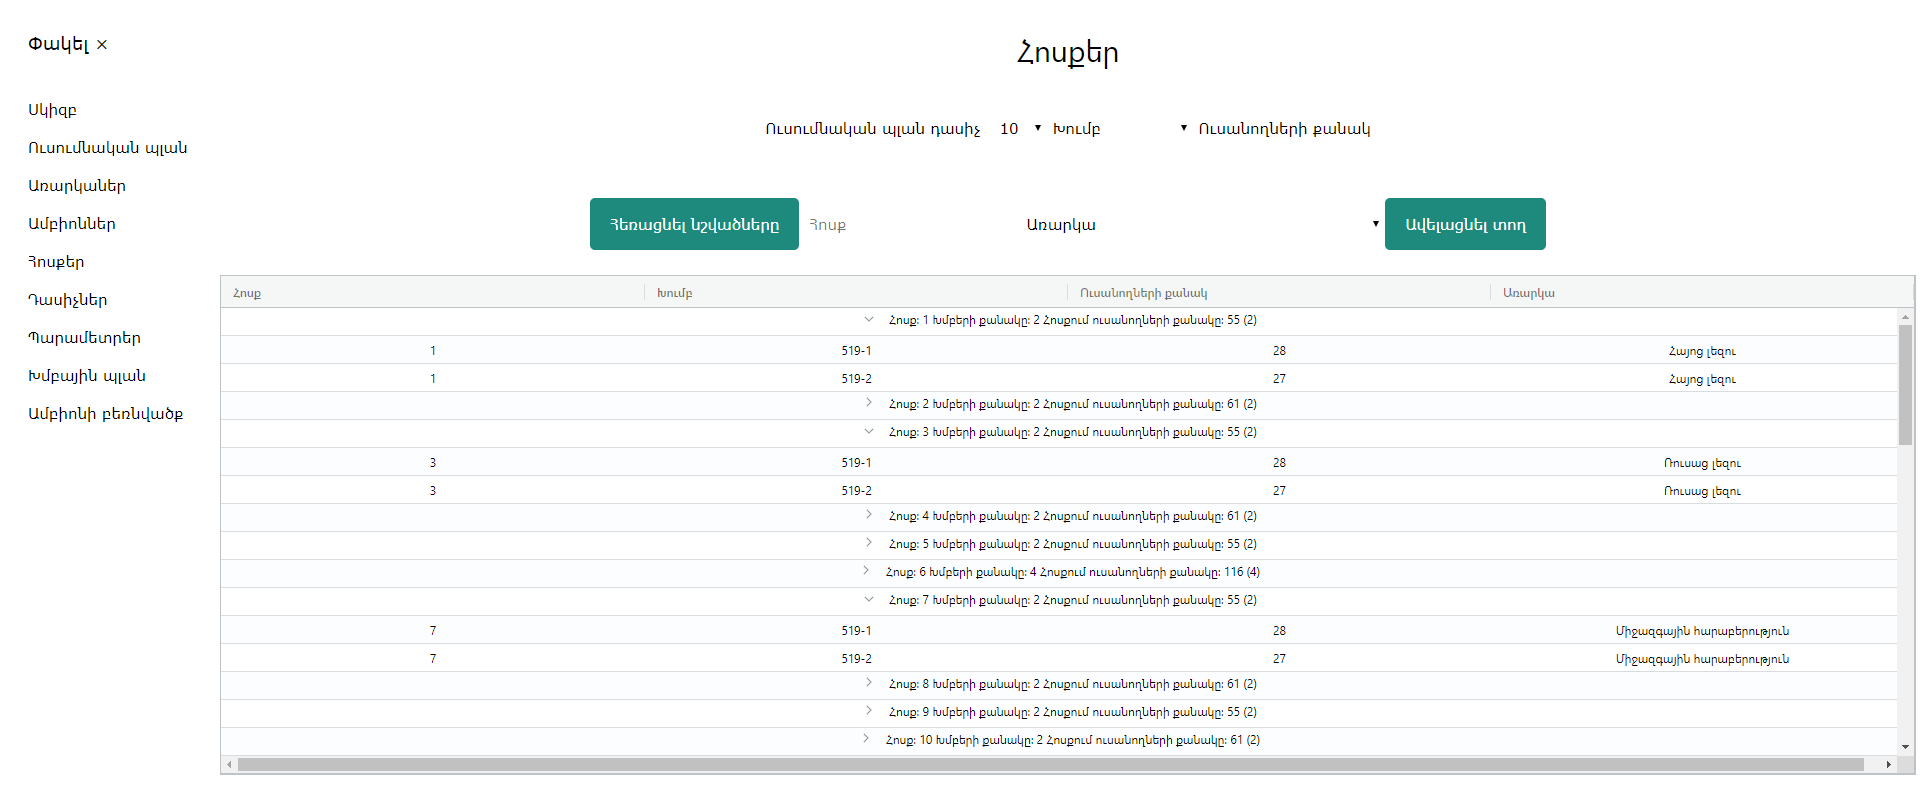 Փակել ×
Սկիզբ
Ուսումնական պլան
Առարկաներ
Ամբիոններ
Հոսքեր
Դասիչներ
Պարամետրեր
Խմբային պլան
Ամբիոնի բեռնվածք
Հոսքեր
Ուսումնական պլան դասիչ 10 Խումբ Ուսանողների քանակ
Հեռացնել նշվածները Հոսք Առարկա Ավելացնել տող
Հոսք Խումբ Ուսանողների քանակ Առարկա
Հոսք: 1 Խմբերի քանակը: 2 Հոսքում ուսանողների քանակը: 55 (2)
1 519-1 28 Հայոց լեզու
1 519-2 27 Հայոց լեզու
Հոսք: 2 Խմբերի քանակը: 2 Հոսքում ուսանողների քանակը: 61 (2)
Հոսք: 3 Խմբերի քանակը: 2 Հոսքում ուսանողների քանակը: 55 (2)
3 519-1 28 Ռուսաց լեզու
3 519-2 27 Ռուսաց լեզու
Հոսք: 4 Խմբերի քանակը: 2 Հոսքում ուսանողների քանակը: 61 (2)
Հոսք: 5 Խմբերի քանակը: 2 Հոսքում ուսանողների քանակը: 55 (2)
Հոսք: 6 Խմբերի քանակը: 4 Հոսքում ուսանողների քանակը: 116 (4)
Հոսք: 7 Խմբերի քանակը: 2 Հոսքում ուսանողների քանակը: 55 (2)
7 519-1 28 Միջազգային հարաբերություն
7 519-2 27 Միջազգային հարաբերություն
Հոսք: 8 Խմբերի քանակը: 2 Հոսքում ուսանողների քանակը: 61 (2)
Հոսք: 9 Խմբերի քանակը: 2 Հոսքում ուսանողների քանակը: 55 (2)
Հոսք: 10 Խմբերի քանակը: 2 Հոսքում ուսանողների քանակը: 61 (2)